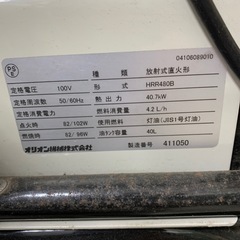 PS
E
04106089010
種類 放射式直火形
定格電圧 100V 形式 HRR480B
定格周波数 50/60Hz 熱出力 40.7kW
定格消費電力 燃料消費量 4.2L/h
点火時 82/102W 使用燃料 灯油(JIS1号灯油)
燃焼時 82/96W 油タンク容量 40L
オリオン機械株式会社 製造番号 411050